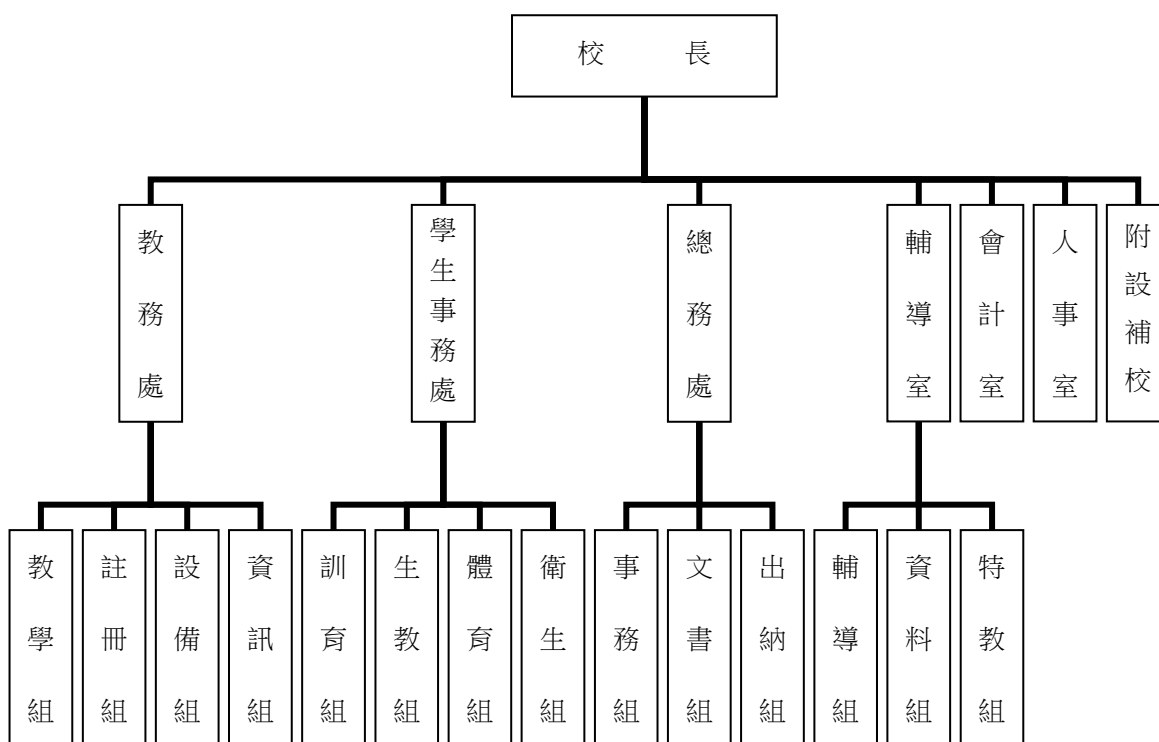 校長
教務處
學生事務處
總務處
輔導室
會計室
人事室
附設補校
教學組
註冊組
設備組
資訊組
訓育組
生教組
體育組
衛生組
事務組
文書組
出納組
輔導組
資料組
特教組